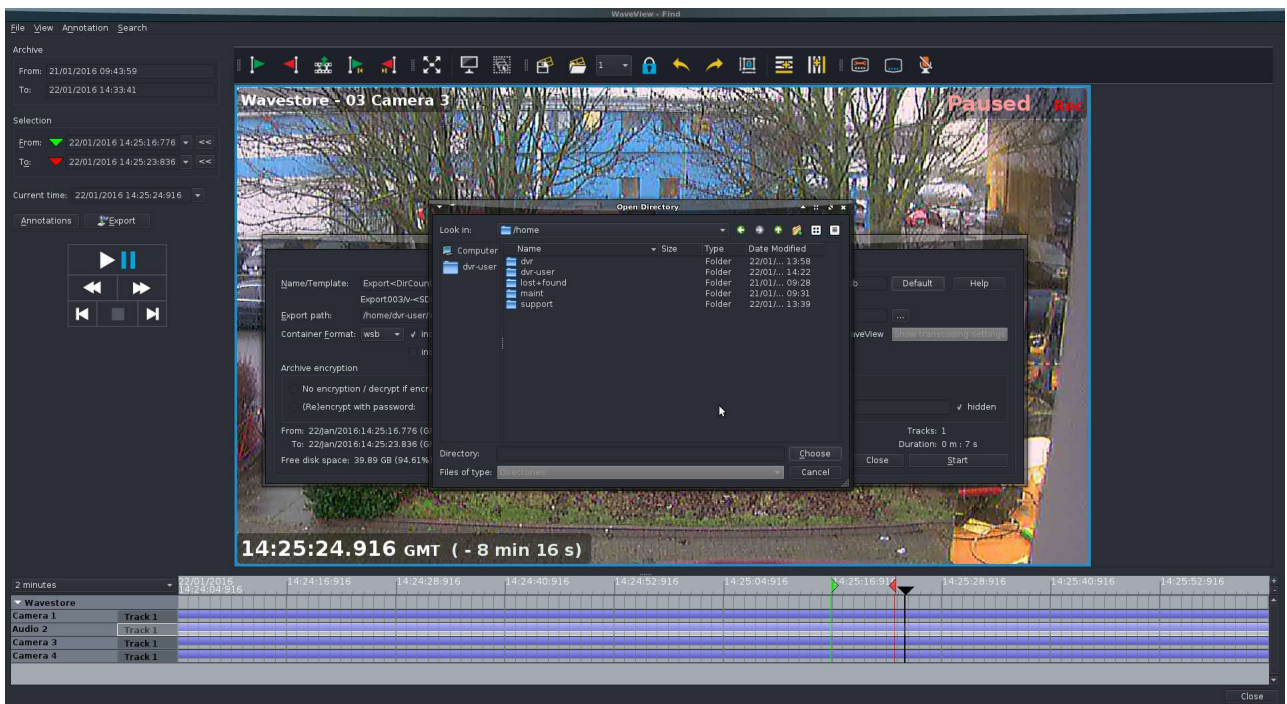 WaveView - Find
File View Annotation Search
Archive
From: 21/01/2016 09:43:59
To: 22/01/2016 14:33:41
Selection
From: 22/01/2016 14:25:16:776 <<
To: 22/01/2016 14:25:23:836 <<
Current time: 22/01/2016 14:25:24:916
Annotations Export
1
Wavestore - 03 Camera 3
Paused Rec
Open Directory
Look in: /home
Computer
dvr-user
Name Size Type Date Modified
dvr Folder 22/01/... 13:58
dvr-user Folder 22/01/... 14:22
lost+found Folder 21/01/... 09:28
maint Folder 21/01/... 09:31
support Folder 22/01/... 13:39
Directory: Choose
Files of type: Directories Cancel
Name/Template: Export<DirCount b Default Help
Export003/v-<SD
Export path: /home/dvr-user/ ...
Container Format: wsb in veView Show transcoding settings
in
Archive encryption
No encryption / decrypt if encr
(Re)encrypt with password: hidden
From: 22/Jan/2016:14:25:16.776 (G Tracks: 1
To: 22/Jan/2016:14:25:23.836 (G Duration: 0 m : 7 s
Free disk space: 39.89 GB (94.61% Close Start
14:25:24.916 GMT ( - 8 min 16 s)
2 minutes
22/01/2016
14:24:04:916 14:24:16:916 14:24:28:916 14:24:40:916 14:24:52:916 14:25:04:916 14:25:16:91 14:25:28:916 14:25:40:916 14:25:52:916
Wavestore
Camera 1 Track 1
Audio 2 Track 1
Camera 3 Track 1
Camera 4 Track 1
Close